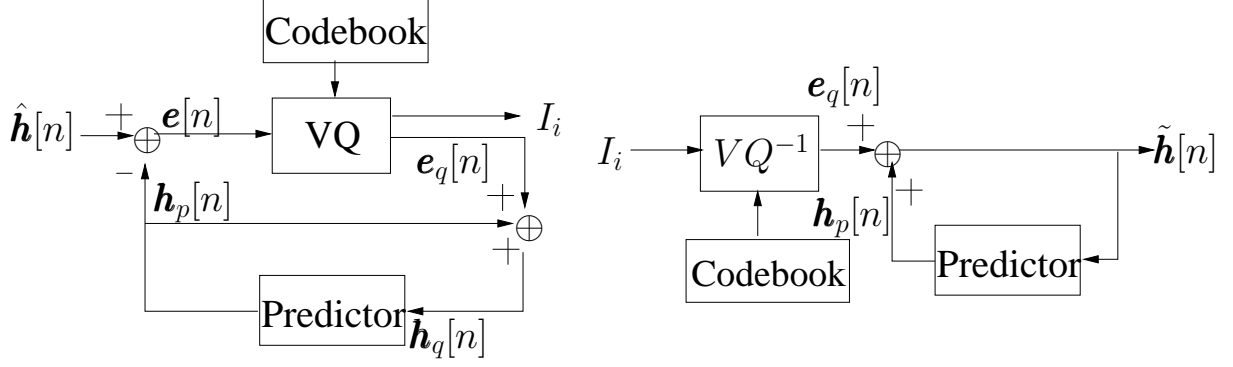 Codebook
+
ĥ[n]
e[n]
VQ
I_i
e_q[n]
−
h_p[n]
+
+
Predictor
h_q[n]
e_q[n]
+
I_i
VQ^{-1}
h̃[n]
+
h_p[n]
Codebook
Predictor